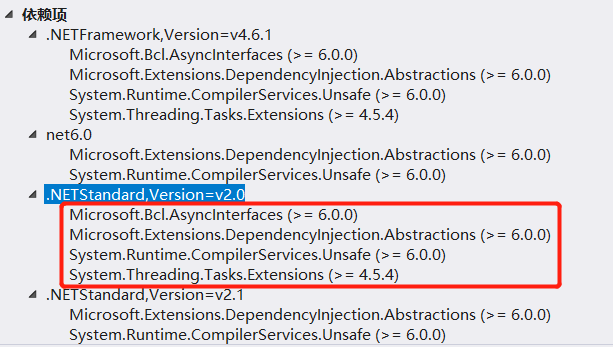 依赖项
.NETFramework,Version=v4.6.1
Microsoft.Bcl.AsyncInterfaces (>= 6.0.0)
Microsoft.Extensions.DependencyInjection.Abstractions (>= 6.0.0)
System.Runtime.CompilerServices.Unsafe (>= 6.0.0)
System.Threading.Tasks.Extensions (>= 4.5.4)
net6.0
Microsoft.Extensions.DependencyInjection.Abstractions (>= 6.0.0)
System.Runtime.CompilerServices.Unsafe (>= 6.0.0)
.NETStandard,Version=v2.0
Microsoft.Bcl.AsyncInterfaces (>= 6.0.0)
Microsoft.Extensions.DependencyInjection.Abstractions (>= 6.0.0)
System.Runtime.CompilerServices.Unsafe (>= 6.0.0)
System.Threading.Tasks.Extensions (>= 4.5.4)
.NETStandard,Version=v2.1
Microsoft.Extensions.DependencyInjection.Abstractions (>= 6.0.0)
System.Runtime.CompilerServices.Unsafe (>= 6.0.0)